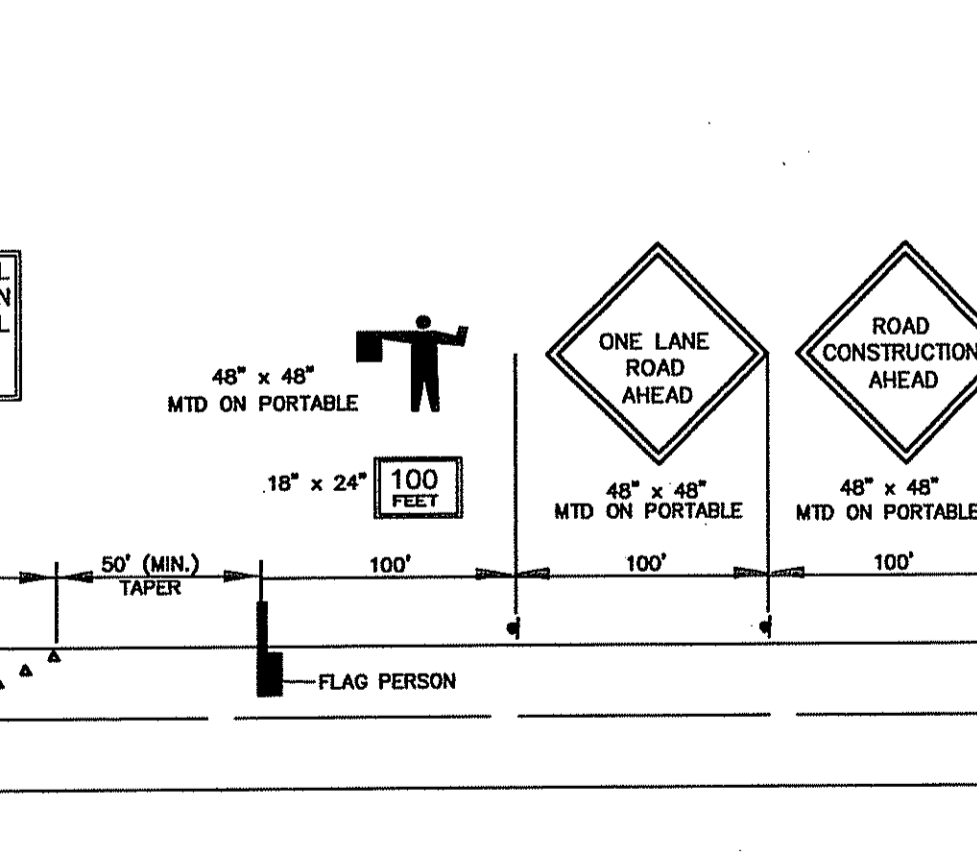 L
N
L
48" x 48"
MTD ON PORTABLE
18" x 24"
100
FEET
ONE LANE
ROAD
AHEAD
48" x 48"
MTD ON PORTABLE
ROAD
CONSTRUCTION
AHEAD
48" x 48"
MTD ON PORTABLE
50' (MIN.)
TAPER
100'
100'
100'
FLAG PERSON